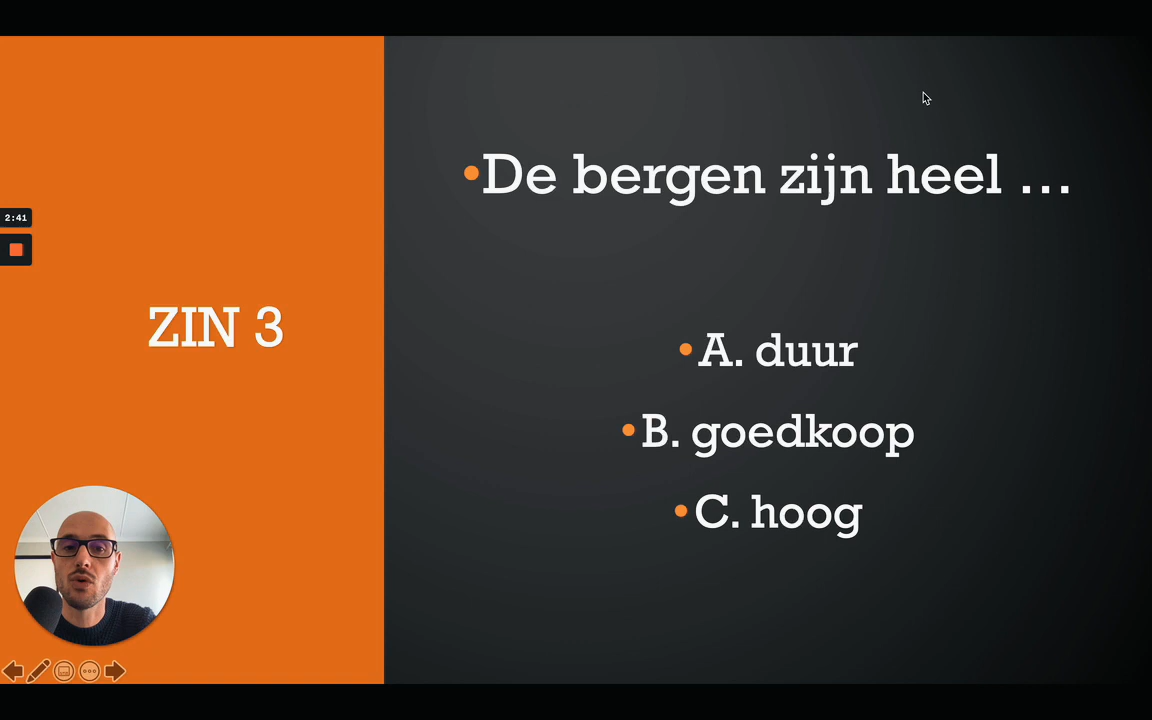 De bergen zijn heel ...
2:41
ZIN 3
A. duur
B. goedkoop
C. hoog